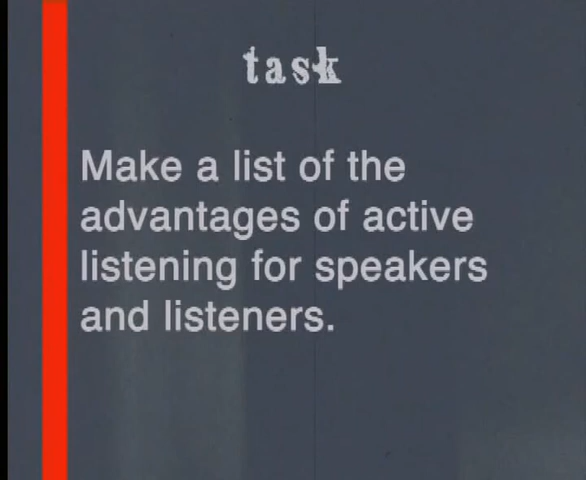 task
Make a list of the
advantages of active
listening for speakers
and listeners.